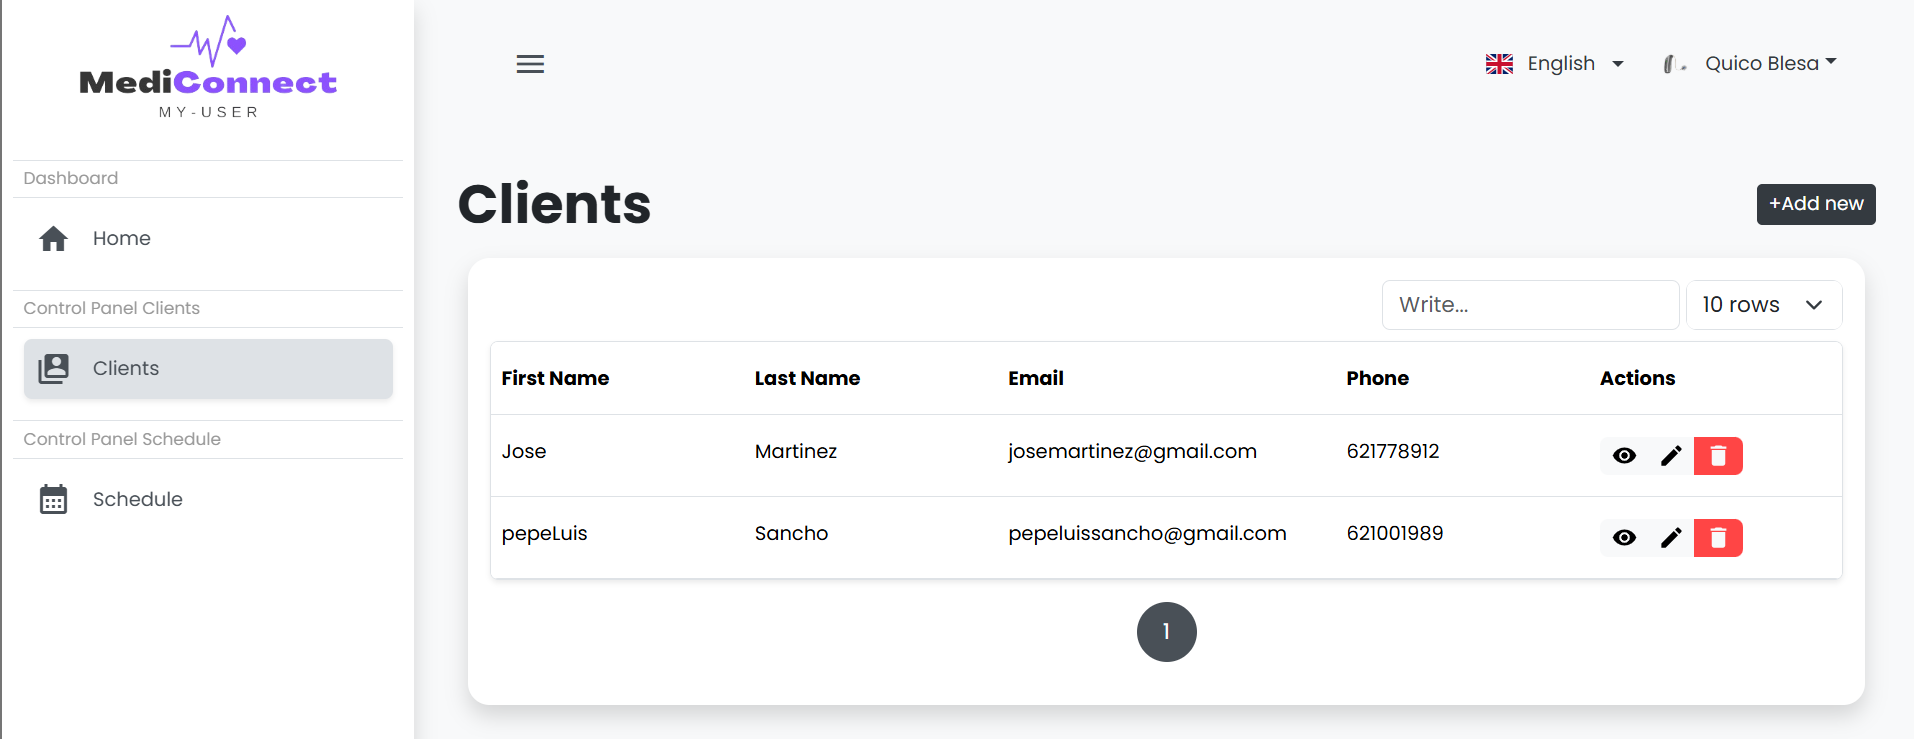 MediConnect
MY-USER
English
Quico Blesa
Dashboard
Home
Control Panel Clients
Clients
Control Panel Schedule
Schedule
Clients
+Add new
Write...
10 rows
First Name Last Name Email Phone Actions
Jose Martinez josemartinez@gmail.com 621778912
pepeLuis Sancho pepeluissancho@gmail.com 621001989
1